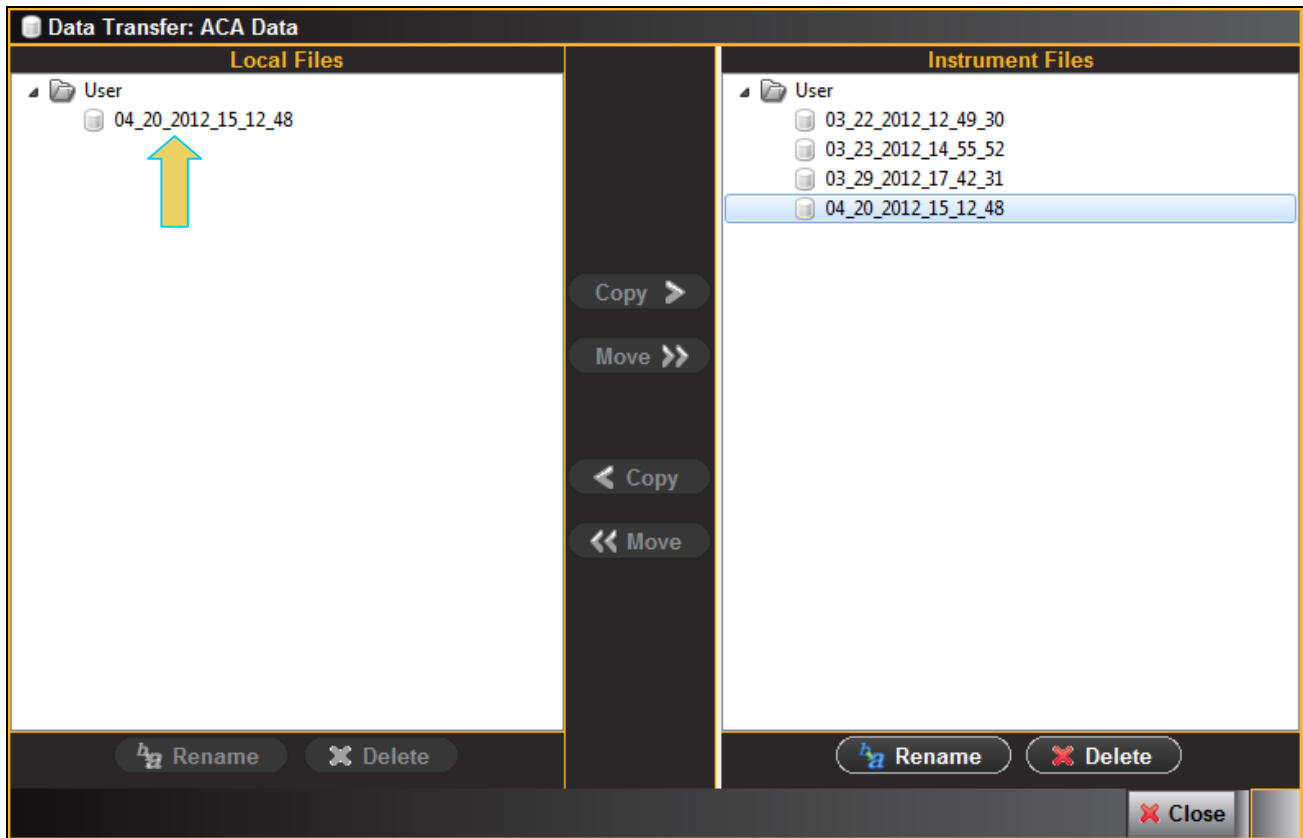 Data Transfer: ACA Data
Local Files
User
04_20_2012_15_12_48
Rename
Delete
Copy
Move
Copy
Move
Instrument Files
User
03_22_2012_12_49_30
03_23_2012_14_55_52
03_29_2012_17_42_31
04_20_2012_15_12_48
Rename
Delete
Close